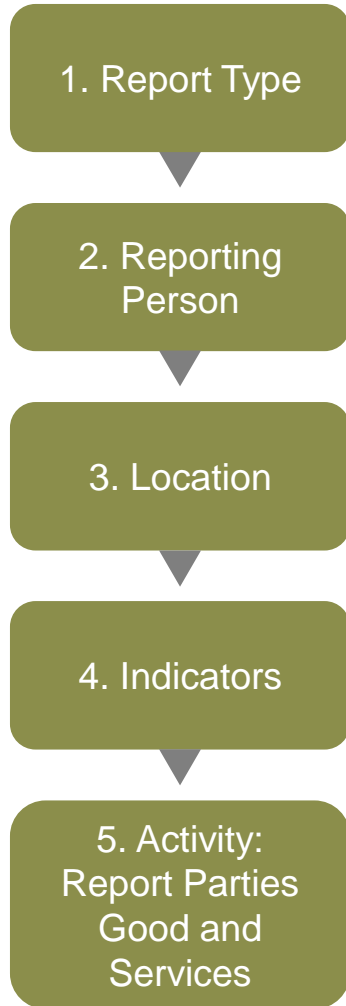 1. Report Type
2. Reporting
Person
3. Location
4. Indicators
5. Activity:
Report Parties
Good and
Services